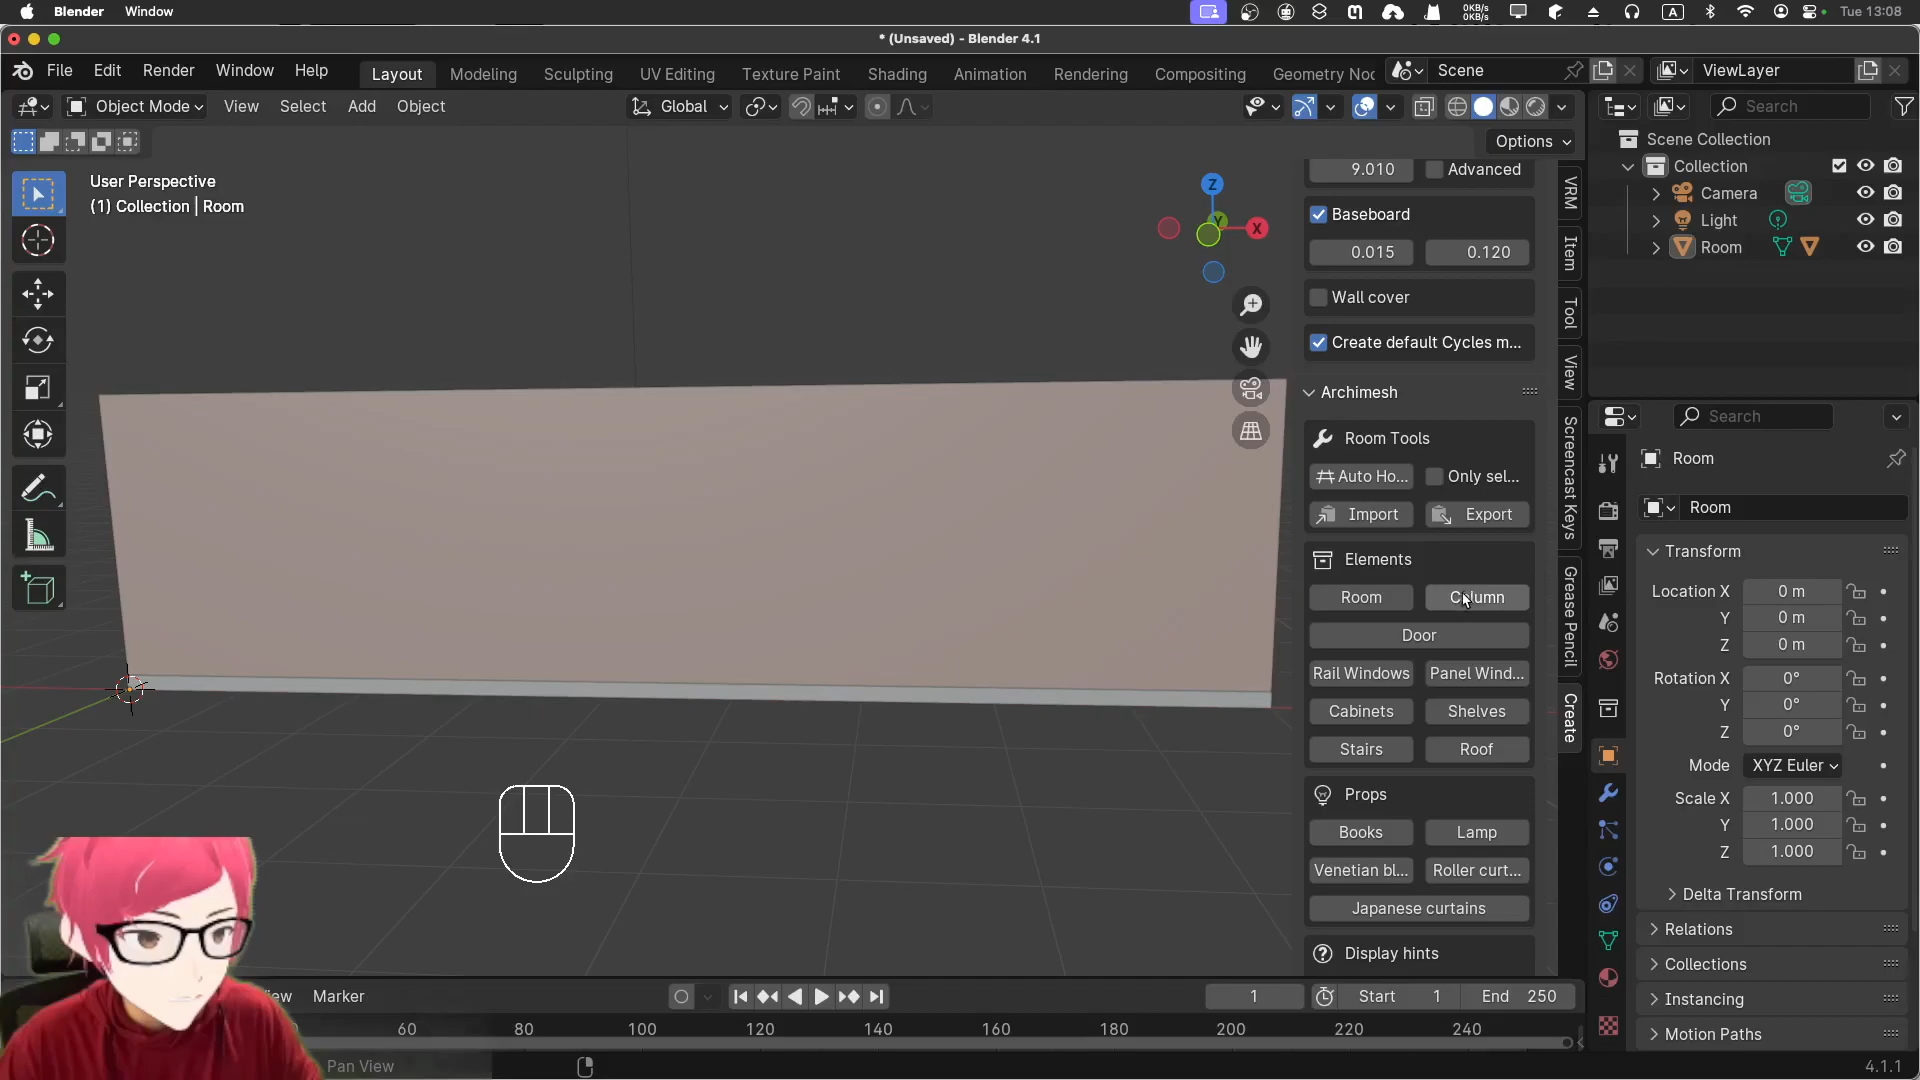 Blender Window
0KB/s
0KB/s
A
Tue 13:08
* (Unsaved) - Blender 4.1
File Edit Render Window Help
Layout Modeling Sculpting UV Editing Texture Paint Shading Animation Rendering Compositing Geometry Noc
Scene
ViewLayer
Object Mode View Select Add Object
Global
Search
Options
User Perspective
(1) Collection | Room
Z
Y
X
9.010 Advanced
Baseboard
0.015 0.120
Wall cover
Create default Cycles m...
Archimesh
Room Tools
Auto Ho... Only sel...
Import Export
Elements
Room Column
Door
Rail Windows Panel Wind...
Cabinets Shelves
Stairs Roof
Props
Books Lamp
Venetian bl... Roller curt...
Japanese curtains
Display hints
VRM
Item
Tool
View
Screencast Keys
Grease Pencil
Create
Scene Collection
Collection
Camera
Light
Room
Search
Room
Room
Transform
Location X 0 m
Y 0 m
Z 0 m
Rotation X 0°
Y 0°
Z 0°
Mode XYZ Euler
Scale X 1.000
Y 1.000
Z 1.000
Delta Transform
Relations
Collections
Instancing
Motion Paths
ew Marker
1 Start 1 End 250
60 80 100 120 140 160 180 200 220 240
Pan View
4.1.1